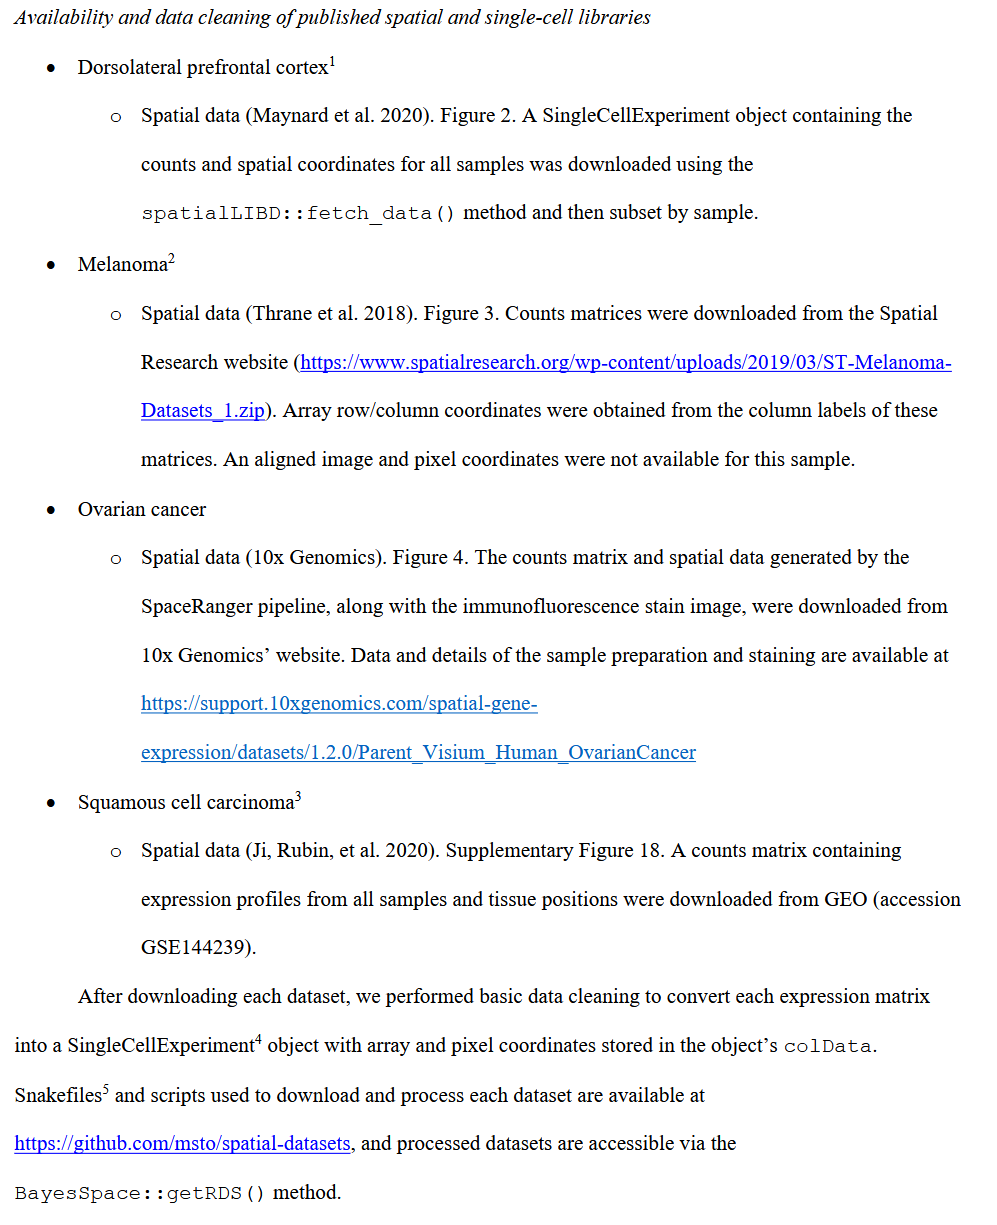 Availability and data cleaning of published spatial and single-cell libraries
• Dorsolateral prefrontal cortex¹
o Spatial data (Maynard et al. 2020). Figure 2. A SingleCellExperiment object containing the
counts and spatial coordinates for all samples was downloaded using the
spatialLIBD::fetch_data() method and then subset by sample.
• Melanoma²
o Spatial data (Thrane et al. 2018). Figure 3. Counts matrices were downloaded from the Spatial
Research website (https://www.spatialresearch.org/wp-content/uploads/2019/03/ST-Melanoma-
Datasets_1.zip). Array row/column coordinates were obtained from the column labels of these
matrices. An aligned image and pixel coordinates were not available for this sample.
• Ovarian cancer
o Spatial data (10x Genomics). Figure 4. The counts matrix and spatial data generated by the
SpaceRanger pipeline, along with the immunofluorescence stain image, were downloaded from
10x Genomics’ website. Data and details of the sample preparation and staining are available at
https://support.10xgenomics.com/spatial-gene-
expression/datasets/1.2.0/Parent_Visium_Human_OvarianCancer
• Squamous cell carcinoma³
o Spatial data (Ji, Rubin, et al. 2020). Supplementary Figure 18. A counts matrix containing
expression profiles from all samples and tissue positions were downloaded from GEO (accession
GSE144239).
After downloading each dataset, we performed basic data cleaning to convert each expression matrix
into a SingleCellExperiment⁴ object with array and pixel coordinates stored in the object’s colData.
Snakefiles⁵ and scripts used to download and process each dataset are available at
https://github.com/msto/spatial-datasets, and processed datasets are accessible via the
BayesSpace::getRDS() method.